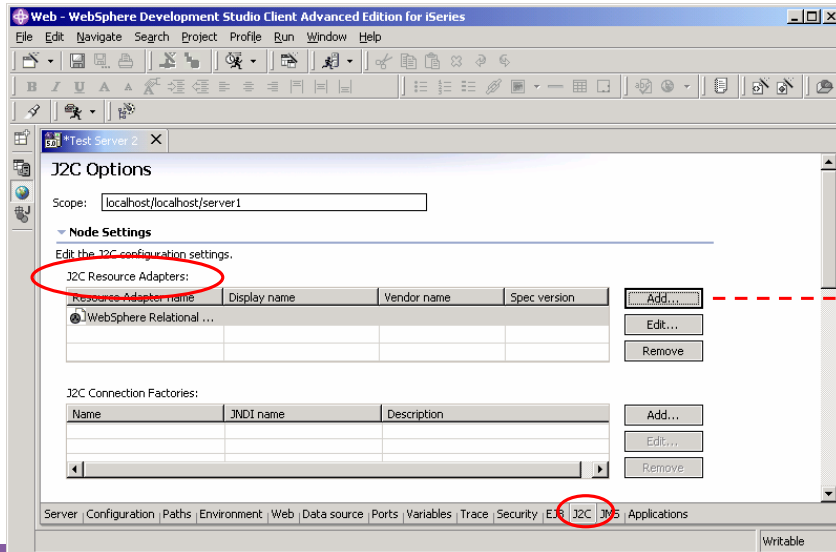 Web - WebSphere Development Studio Client Advanced Edition for iSeries
File Edit Navigate Search Project Profile Run Window Help
B I U A A
*Test Server 2
J2C Options
Scope: localhost/localhost/server1
Node Settings
Edit the J2C configuration settings.
J2C Resource Adapters:
Resource Adapter name Display name Vendor name Spec version Add...
WebSphere Relational ...
Edit...
Remove
J2C Connection Factories:
Name JNDI name Description Add...
Edit...
Remove
Server Configuration Paths Environment Web Data source Ports Variables Trace Security EJB J2C JMS Applications
Writable